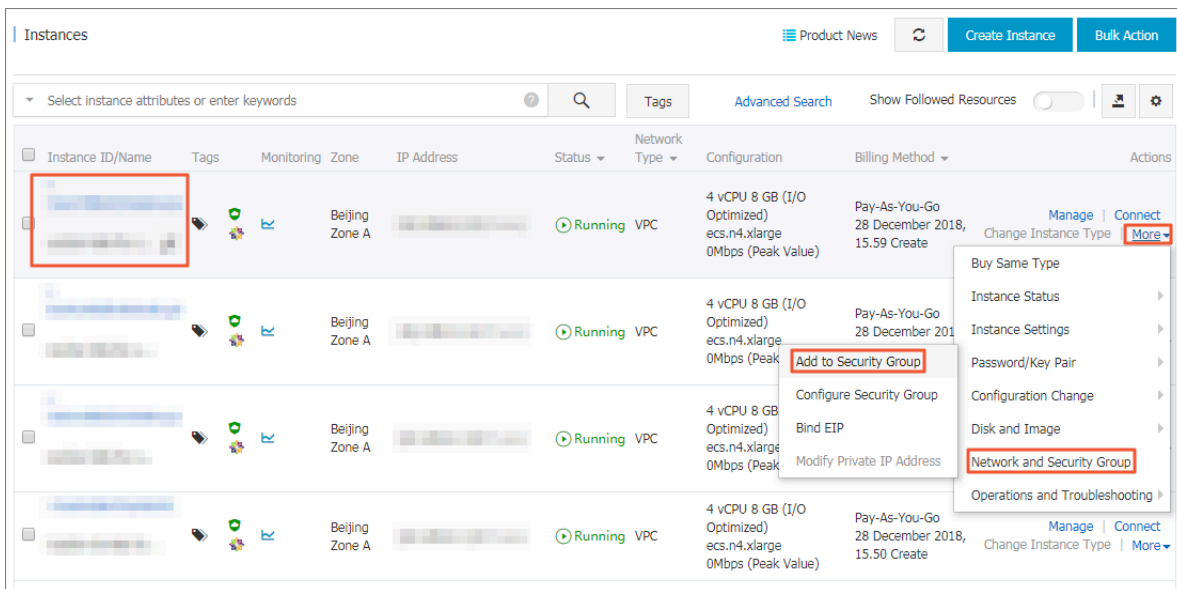 Instances
Product News
Create Instance
Bulk Action
Select instance attributes or enter keywords
Tags
Advanced Search
Show Followed Resources
Instance ID/Name
Tags
Monitoring
Zone
IP Address
Status
Network
Type
Configuration
Billing Method
Actions
Beijing
Zone A
Running
VPC
4 vCPU 8 GB (I/O
Optimized)
ecs.n4.xlarge
0Mbps (Peak Value)
Pay-As-You-Go
28 December 2018,
15.59 Create
Manage | Connect
Change Instance Type | More
Buy Same Type
Instance Status
Instance Settings
Password/Key Pair
Configuration Change
Disk and Image
Network and Security Group
Operations and Troubleshooting
Add to Security Group
Configure Security Group
Bind EIP
Modify Private IP Address
Beijing
Zone A
Running
VPC
4 vCPU 8 GB (I/O
Optimized)
ecs.n4.xlarge
0Mbps (Peak
Pay-As-You-Go
28 December 201
Beijing
Zone A
Running
VPC
4 vCPU 8 GB
Optimized)
ecs.n4.xlarge
0Mbps (Peak
Beijing
Zone A
Running
VPC
4 vCPU 8 GB (I/O
Optimized)
ecs.n4.xlarge
0Mbps (Peak Value)
Pay-As-You-Go
28 December 2018,
15.50 Create
Manage | Connect
Change Instance Type | More